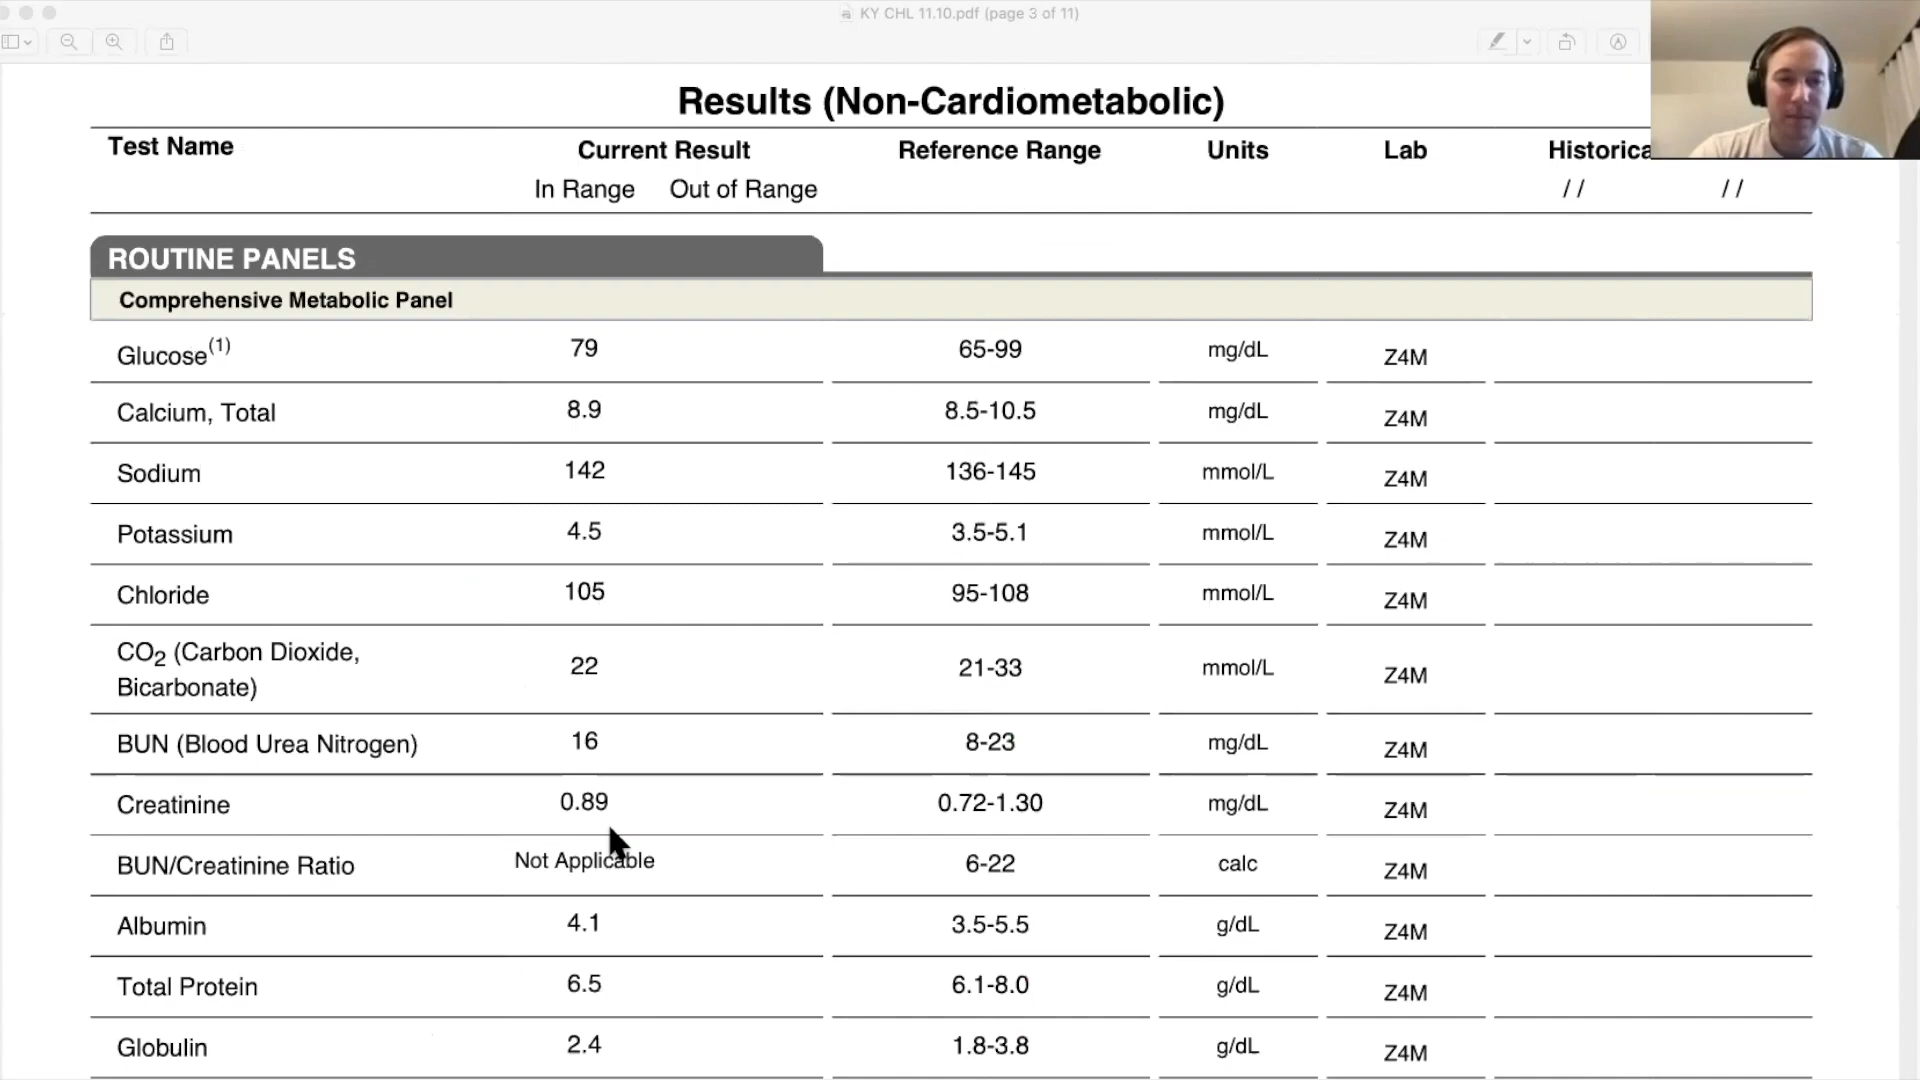 KY CHL 11.10.pdf (page 3 of 11)
Results (Non-Cardiometabolic)
Test Name Current Result Reference Range Units Lab Historica
In Range Out of Range / / / /
ROUTINE PANELS
Comprehensive Metabolic Panel
Glucose(1) 79 65-99 mg/dL Z4M
Calcium, Total 8.9 8.5-10.5 mg/dL Z4M
Sodium 142 136-145 mmol/L Z4M
Potassium 4.5 3.5-5.1 mmol/L Z4M
Chloride 105 95-108 mmol/L Z4M
CO2 (Carbon Dioxide,
Bicarbonate) 22 21-33 mmol/L Z4M
BUN (Blood Urea Nitrogen) 16 8-23 mg/dL Z4M
Creatinine 0.89 0.72-1.30 mg/dL Z4M
BUN/Creatinine Ratio Not Applicable 6-22 calc Z4M
Albumin 4.1 3.5-5.5 g/dL Z4M
Total Protein 6.5 6.1-8.0 g/dL Z4M
Globulin 2.4 1.8-3.8 g/dL Z4M